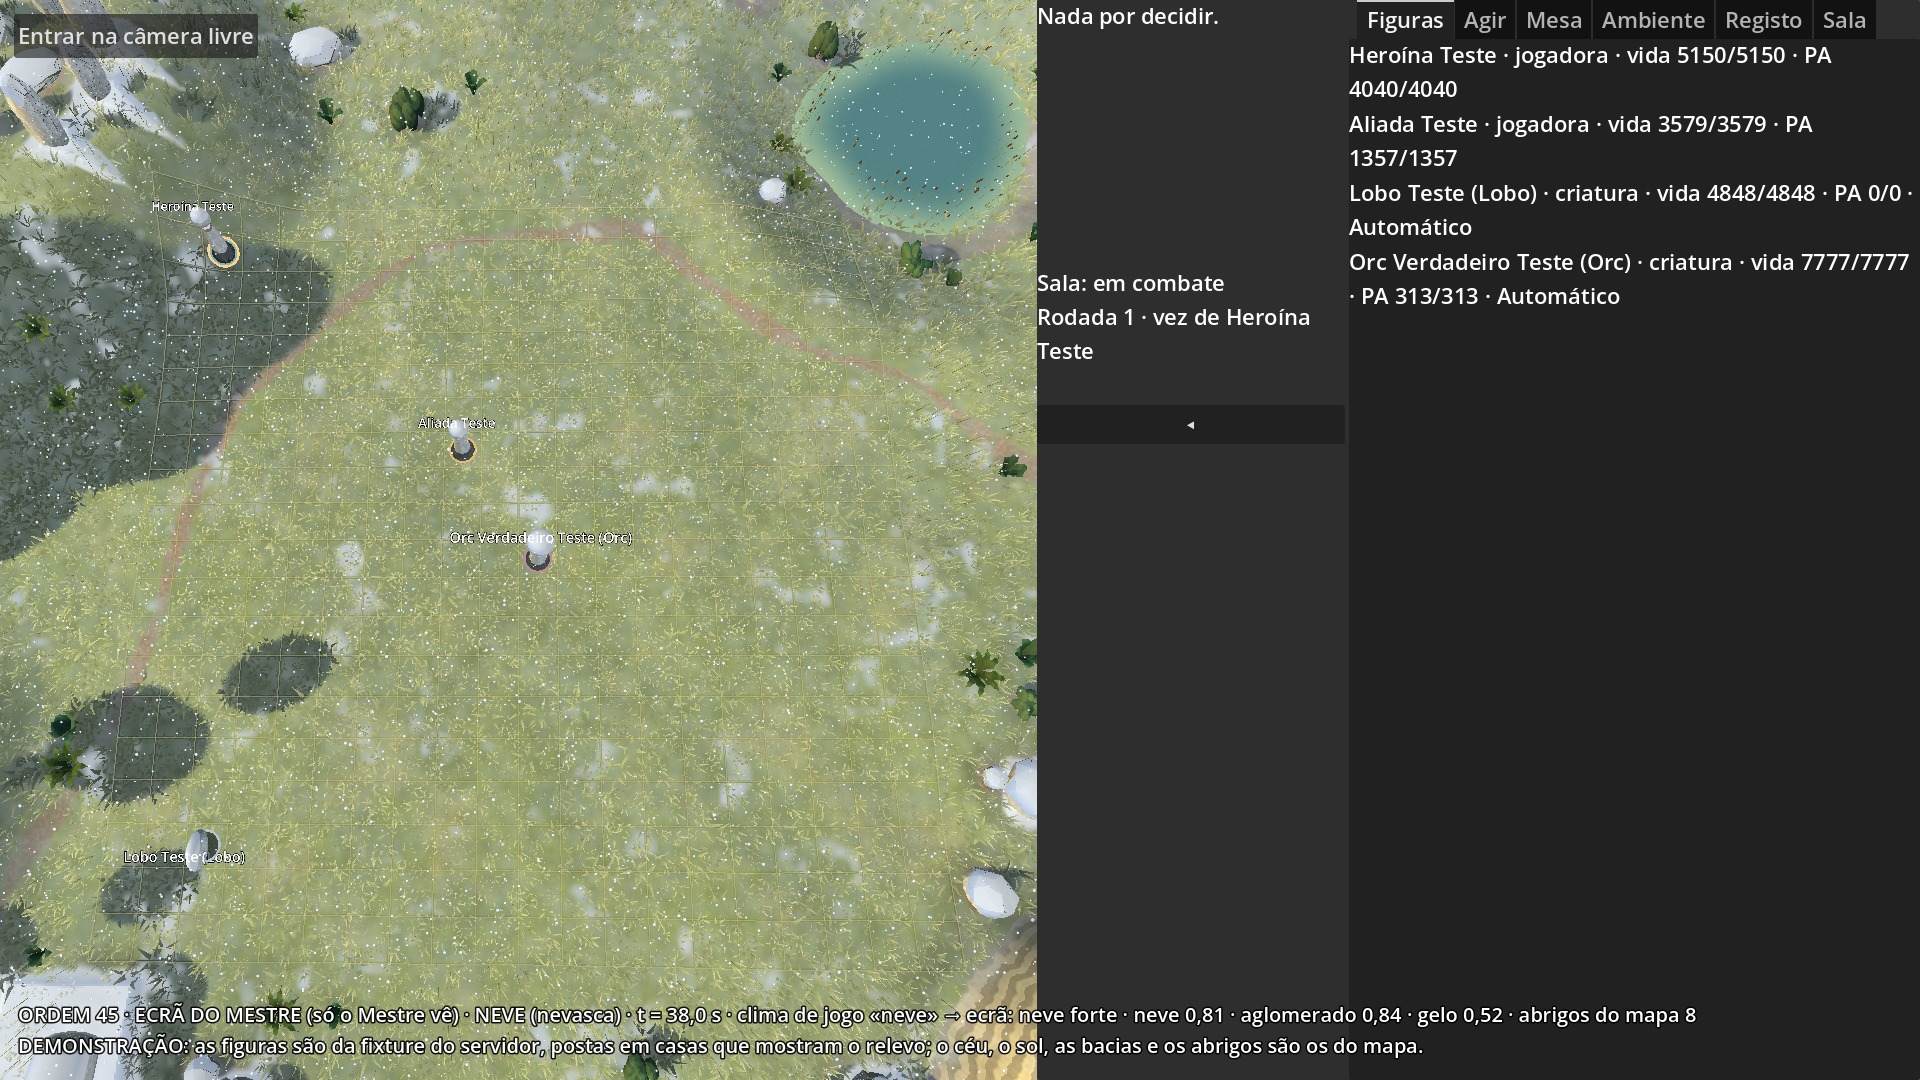 Entrar na câmera livre
Heroína Teste
Aliada Teste
Orc Verdadeiro Teste (Orc)
Lobo Teste (Lobo)
Nada por decidir.
Sala: em combate
Rodada 1 · vez de Heroína
Teste
Figuras Agir Mesa Ambiente Registo Sala
Heroína Teste · jogadora · vida 5150/5150 · PA
4040/4040
Aliada Teste · jogadora · vida 3579/3579 · PA
1357/1357
Lobo Teste (Lobo) · criatura · vida 4848/4848 · PA 0/0 ·
Automático
Orc Verdadeiro Teste (Orc) · criatura · vida 7777/7777
· PA 313/313 · Automático
ORDEM 45 · ECRÃ DO MESTRE (só o Mestre vê) · NEVE (nevasca) · t = 38,0 s · clima de jogo «neve» → ecrã: neve forte · neve 0,81 · aglomerado 0,84 · gelo 0,52 · abrigos do mapa 8
DEMONSTRAÇÃO: as figuras são da fixture do servidor, postas em casas que mostram o relevo; o céu, o sol, as bacias e os abrigos são os do mapa.